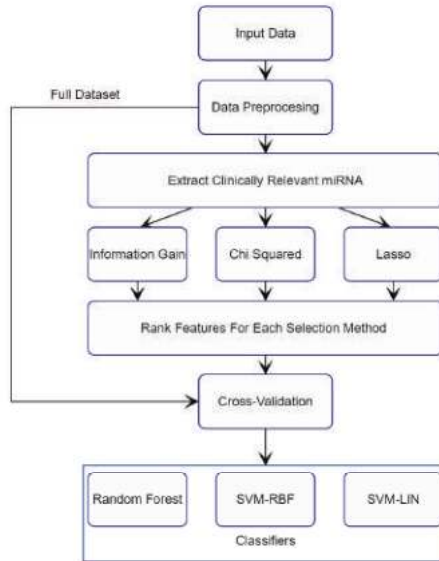 Input Data
Full Dataset
Data Preprocesing
Extract Clinically Relevant miRNA
Information Gain
Chi Squared
Lasso
Rank Features For Each Selection Method
Cross-Validation
Random Forest
SVM-RBF
SVM-LIN
Classifiers